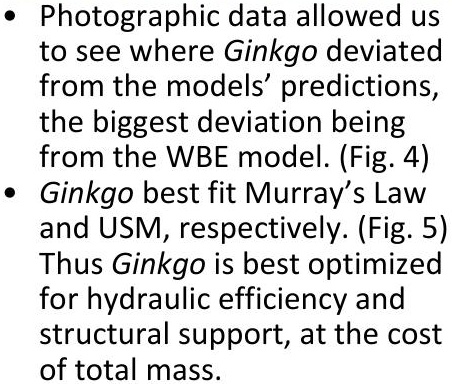 • Photographic data allowed us
to see where Ginkgo deviated
from the models’ predictions,
the biggest deviation being
from the WBE model. (Fig. 4)
• Ginkgo best fit Murray’s Law
and USM, respectively. (Fig. 5)
Thus Ginkgo is best optimized
for hydraulic efficiency and
structural support, at the cost
of total mass.